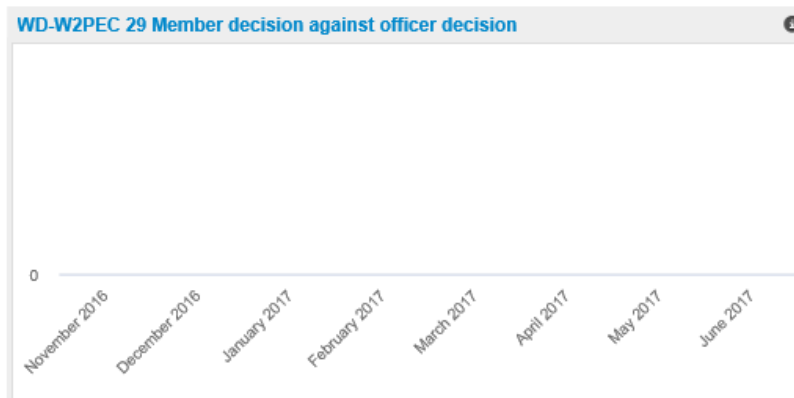 WD-W2PEC 29 Member decision against officer decision
0
November 2016
December 2016
January 2017
February 2017
March 2017
April 2017
May 2017
June 2017